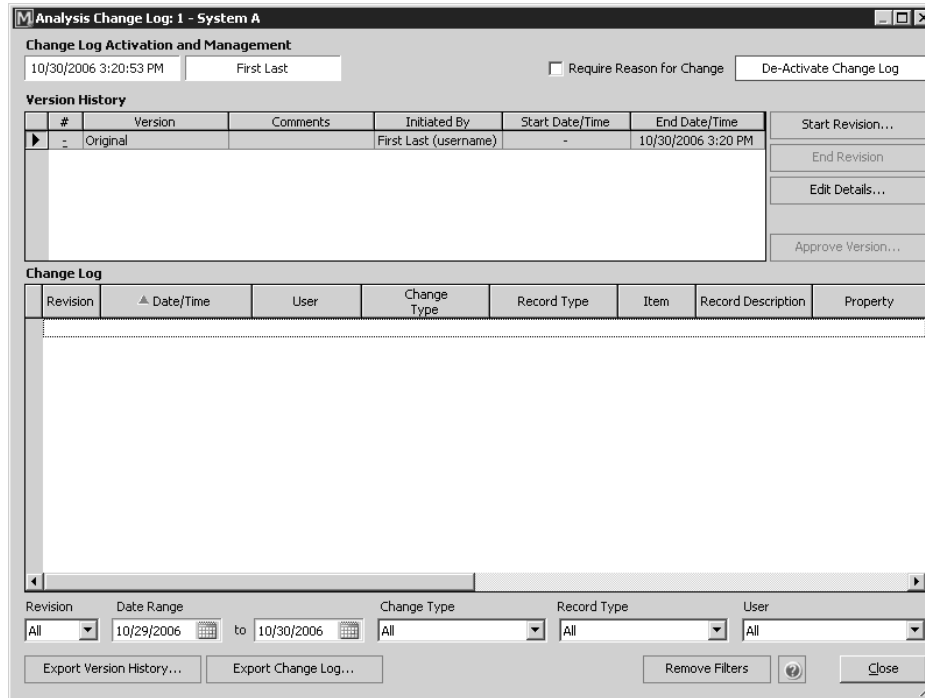 Analysis Change Log: 1 - System A
Change Log Activation and Management
10/30/2006 3:20:53 PM First Last Require Reason for Change De-Activate Change Log
Version History
# Version Comments Initiated By Start Date/Time End Date/Time
- Original First Last (username) - 10/30/2006 3:20 PM
Start Revision...
End Revision
Edit Details...
Approve Version...
Change Log
Revision Date/Time User Change Type Record Type Item Record Description Property
Revision Date Range Change Type Record Type User
All 10/29/2006 to 10/30/2006 All All All
Export Version History... Export Change Log... Remove Filters ? Close